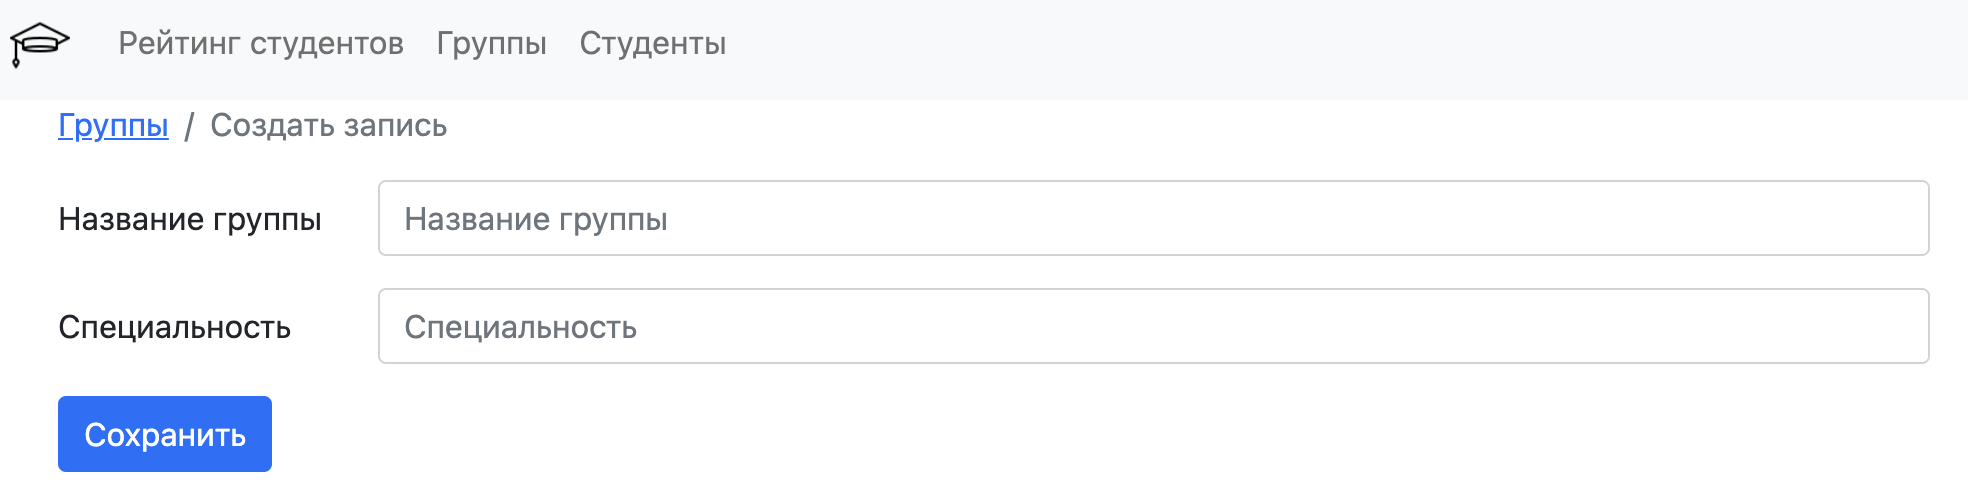 Рейтинг студентов Группы Студенты
Группы / Создать запись
Название группы Название группы
Специальность Специальность
Сохранить